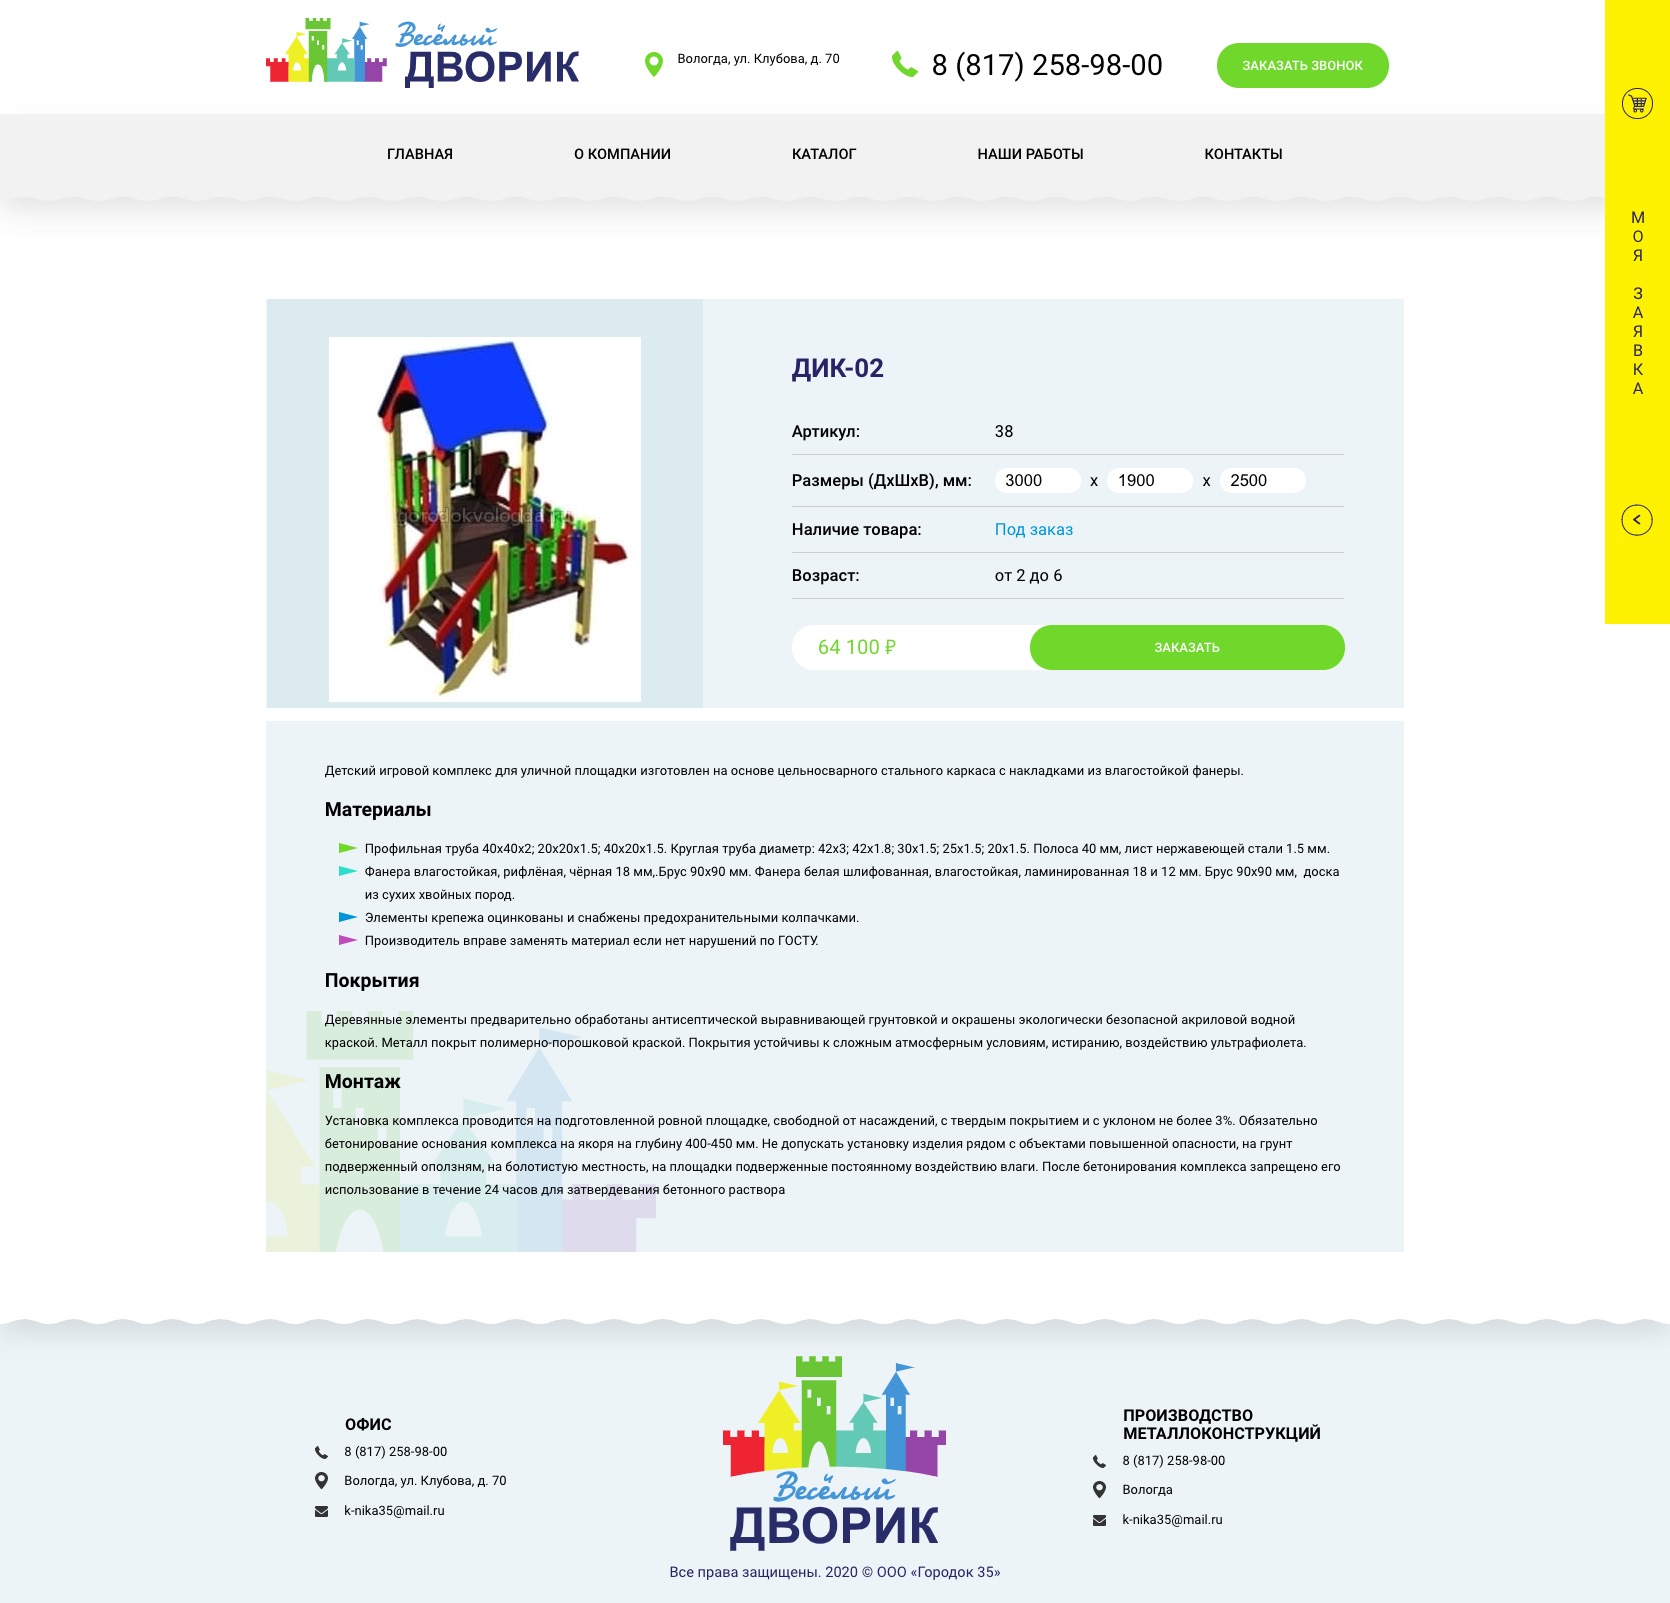 Весёлый
ДВОРИК
Вологда, ул. Клубова, д. 70
8 (817) 258-98-00
ЗАКАЗАТЬ ЗВОНОК
ГЛАВНАЯ
О КОМПАНИИ
КАТАЛОГ
НАШИ РАБОТЫ
КОНТАКТЫ
МОЯ ЗАЯВКА
ДИК-02
Артикул: 38
Размеры (ДхШхВ), мм: 3000 x 1900 x 2500
Наличие товара: Под заказ
Возраст: от 2 до 6
64 100 ₽
ЗАКАЗАТЬ
Детский игровой комплекс для уличной площадки изготовлен на основе цельносварного стального каркаса с накладками из влагостойкой фанеры.
Материалы
Профильная труба 40х40х2; 20х20х1.5; 40х20х1.5. Круглая труба диаметр: 42х3; 42х1.8; 30х1.5; 25х1.5; 20х1.5. Полоса 40 мм, лист нержавеющей стали 1.5 мм.
Фанера влагостойкая, рифлёная, чёрная 18 мм,.Брус 90х90 мм. Фанера белая шлифованная, влагостойкая, ламинированная 18 и 12 мм. Брус 90х90 мм,  доска
из сухих хвойных пород.
Элементы крепежа оцинкованы и снабжены предохранительными колпачками.
Производитель вправе заменять материал если нет нарушений по ГОСТУ.
Покрытия
Деревянные элементы предварительно обработаны антисептической выравнивающей грунтовкой и окрашены экологически безопасной акриловой водной
краской. Металл покрыт полимерно-порошковой краской. Покрытия устойчивы к сложным атмосферным условиям, истиранию, воздействию ультрафиолета.
Монтаж
Установка комплекса проводится на подготовленной ровной площадке, свободной от насаждений, с твердым покрытием и с уклоном не более 3%. Обязательно
бетонирование основания комплекса на якоря на глубину 400-450 мм. Не допускать установку изделия рядом с объектами повышенной опасности, на грунт
подверженный оползням, на болотистую местность, на площадки подверженные постоянному воздействию влаги. После бетонирования комплекса запрещено его
использование в течение 24 часов для затвердевания бетонного раствора
ОФИС
8 (817) 258-98-00
Вологда, ул. Клубова, д. 70
k-nika35@mail.ru
Весёлый
ДВОРИК
Все права защищены. 2020 © ООО «Городок 35»
ПРОИЗВОДСТВО
МЕТАЛЛОКОНСТРУКЦИЙ
8 (817) 258-98-00
Вологда
k-nika35@mail.ru